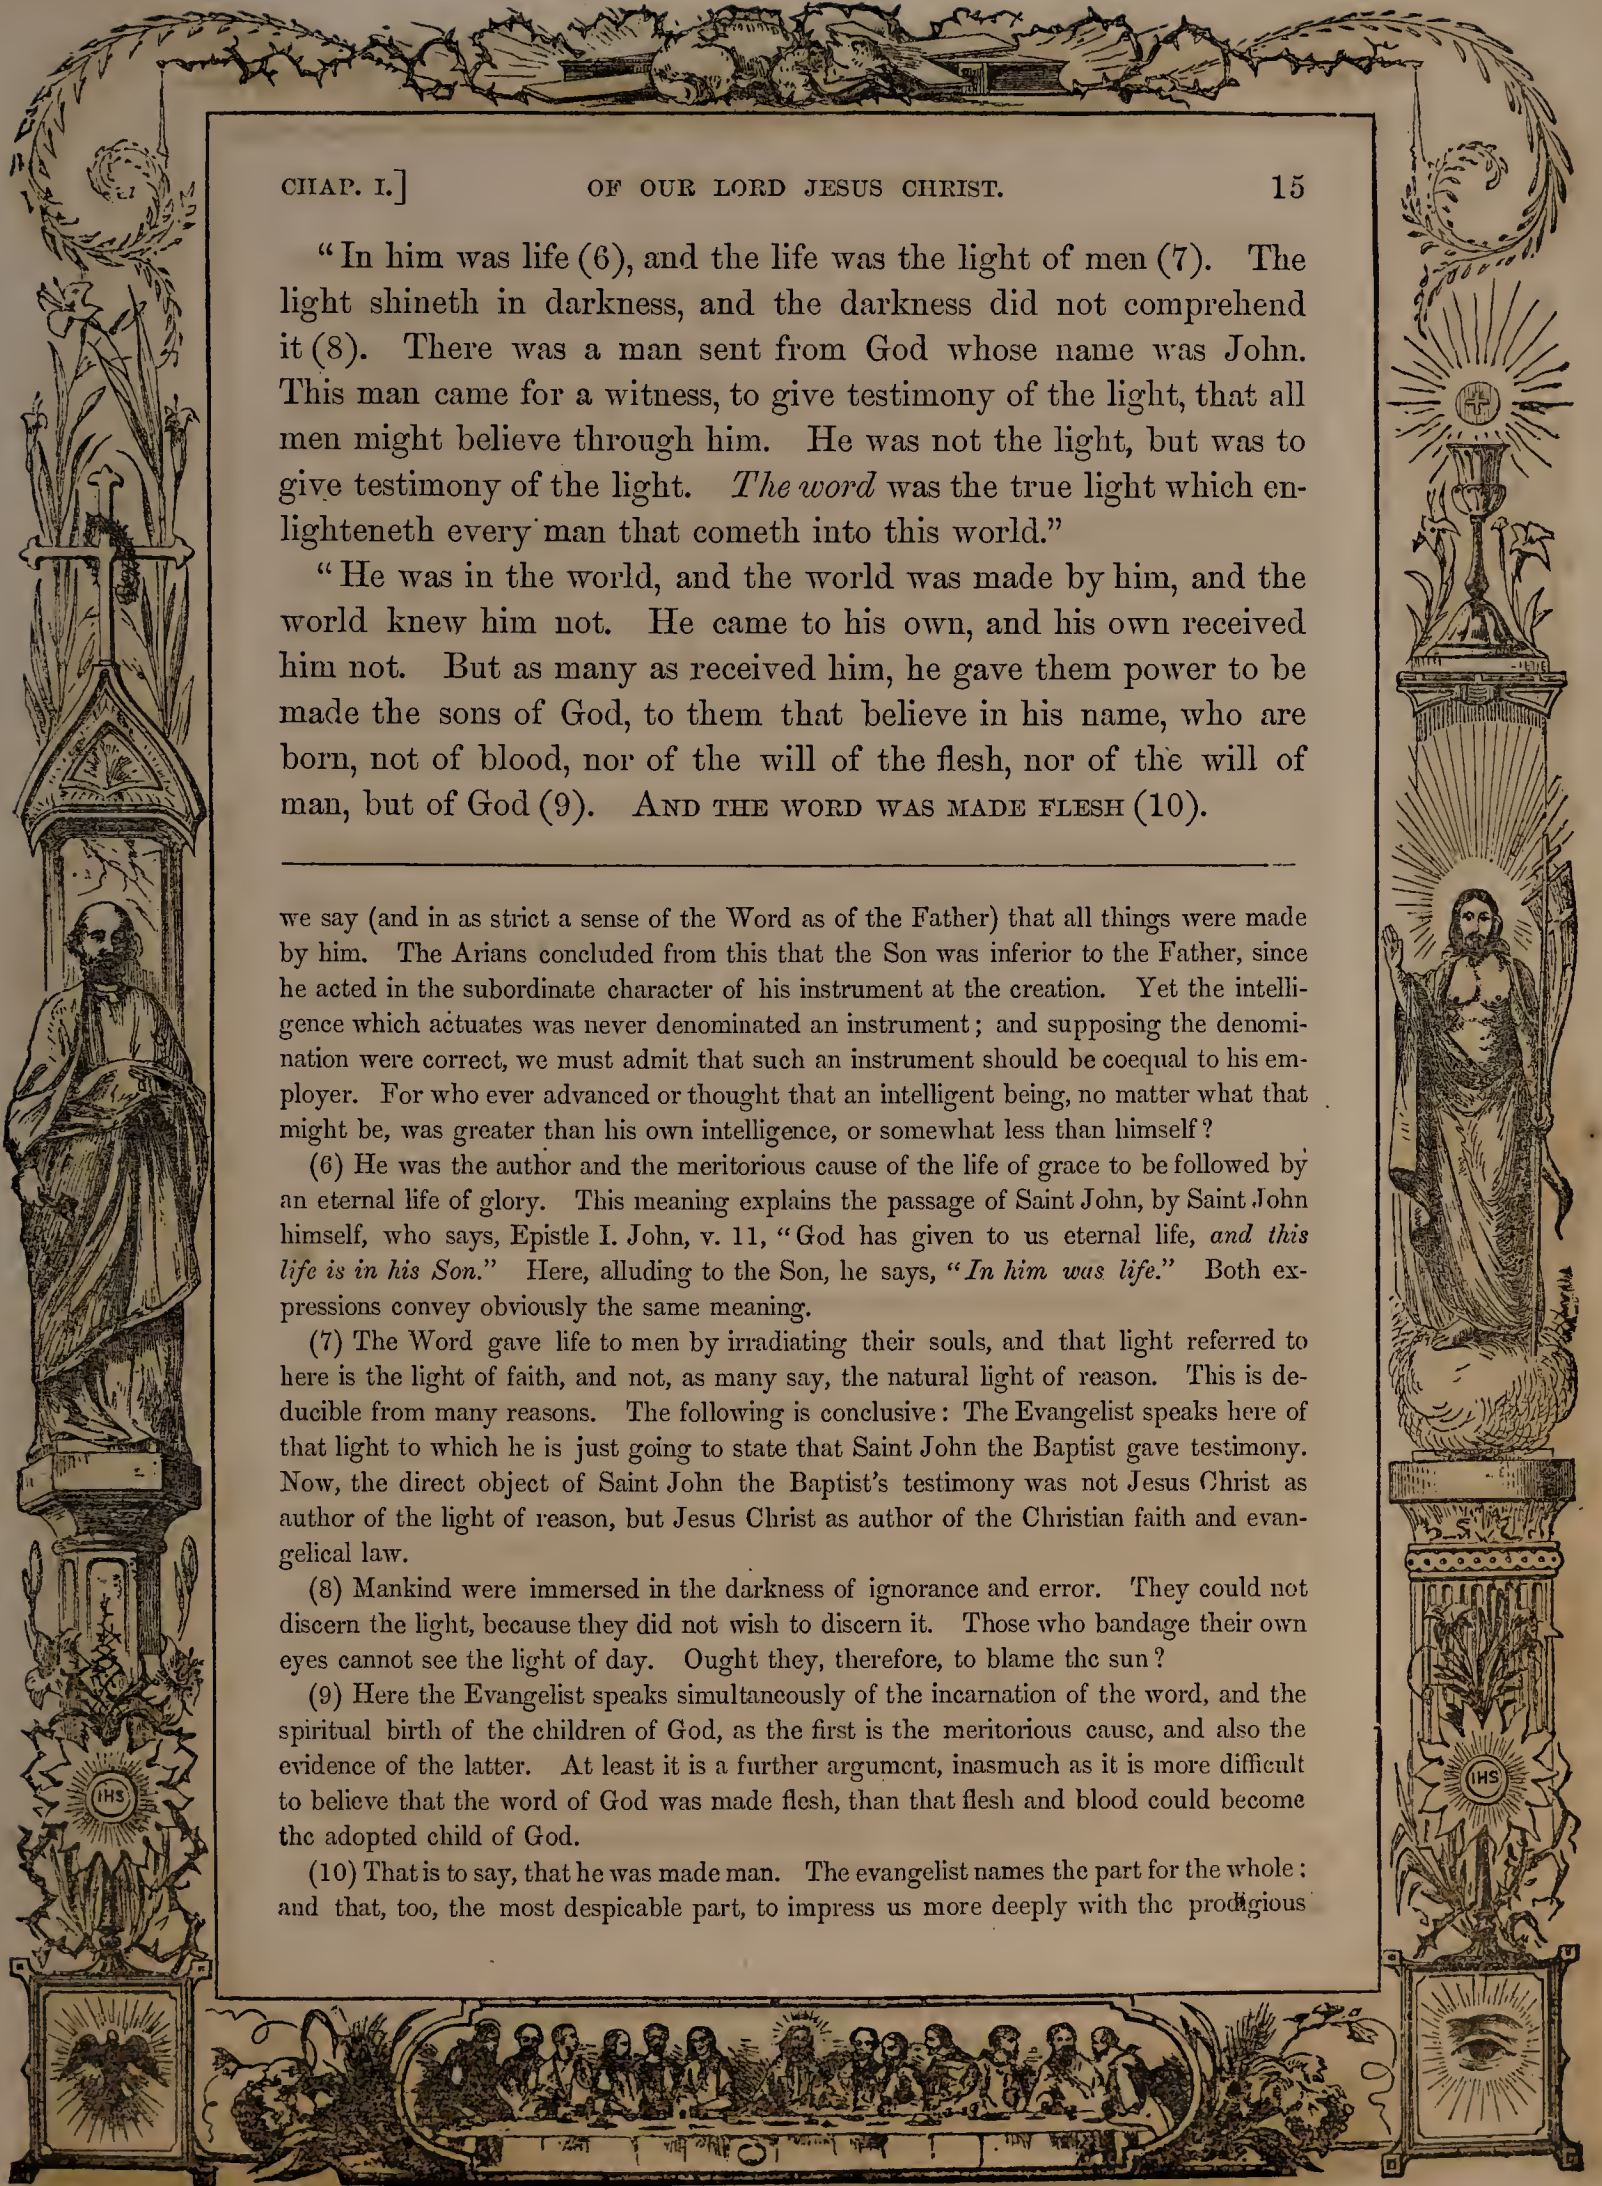 CHAP. I.] OF OUR LORD JESUS CHRIST. 15
“In him was life (6), and the life was the light of men (7). The
light shineth in darkness, and the darkness did not comprehend
it (8). There was a man sent from God whose name was John.
This man came for a witness, to give testimony of the light, that all
men might believe through him. He was not the light, but was to
give testimony of the light. The word was the true light which en-
lighteneth every man that cometh into this world.”
“He was in the world, and the world was made by him, and the
world knew him not. He came to his own, and his own received
him not. But as many as received him, he gave them power to be
made the sons of God, to them that believe in his name, who are
born, not of blood, nor of the will of the flesh, nor of the will of
man, but of God (9). AND THE WORD WAS MADE FLESH (10).
we say (and in as strict a sense of the Word as of the Father) that all things were made
by him. The Arians concluded from this that the Son was inferior to the Father, since
he acted in the subordinate character of his instrument at the creation. Yet the intelli-
gence which actuates was never denominated an instrument; and supposing the denomi-
nation were correct, we must admit that such an instrument should be coequal to his em-
ployer. For who ever advanced or thought that an intelligent being, no matter what that
might be, was greater than his own intelligence, or somewhat less than himself?
(6) He was the author and the meritorious cause of the life of grace to be followed by
an eternal life of glory. This meaning explains the passage of Saint John, by Saint John
himself, who says, Epistle I. John, v. 11, “God has given to us eternal life, and this
life is in his Son.” Here, alluding to the Son, he says, “In him was life.” Both ex-
pressions convey obviously the same meaning.
(7) The Word gave life to men by irradiating their souls, and that light referred to
here is the light of faith, and not, as many say, the natural light of reason. This is de-
ducible from many reasons. The following is conclusive: The Evangelist speaks here of
that light to which he is just going to state that Saint John the Baptist gave testimony.
Now, the direct object of Saint John the Baptist’s testimony was not Jesus Christ as
author of the light of reason, but Jesus Christ as author of the Christian faith and evan-
gelical law.
(8) Mankind were immersed in the darkness of ignorance and error. They could not
discern the light, because they did not wish to discern it. Those who bandage their own
eyes cannot see the light of day. Ought they, therefore, to blame the sun?
(9) Here the Evangelist speaks simultaneously of the incarnation of the word, and the
spiritual birth of the children of God, as the first is the meritorious cause, and also the
evidence of the latter. At least it is a further argument, inasmuch as it is more difficult
to believe that the word of God was made flesh, than that flesh and blood could become
the adopted child of God.
IHS IHS
(10) That is to say, that he was made man. The evangelist names the part for the whole:
and that, too, the most despicable part, to impress us more deeply with the prodigious